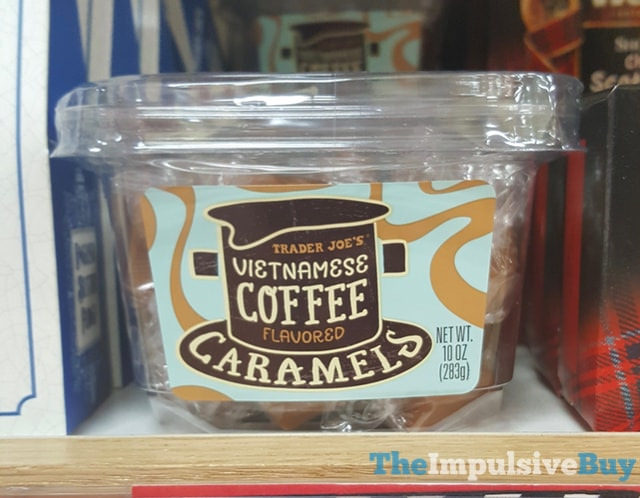 TRADER JOE'S
VIETNAMESE
COFFEE
FLAVORED
CARAMELS
NET WT.
10 OZ
(283g)
TheImpulsiveBuy